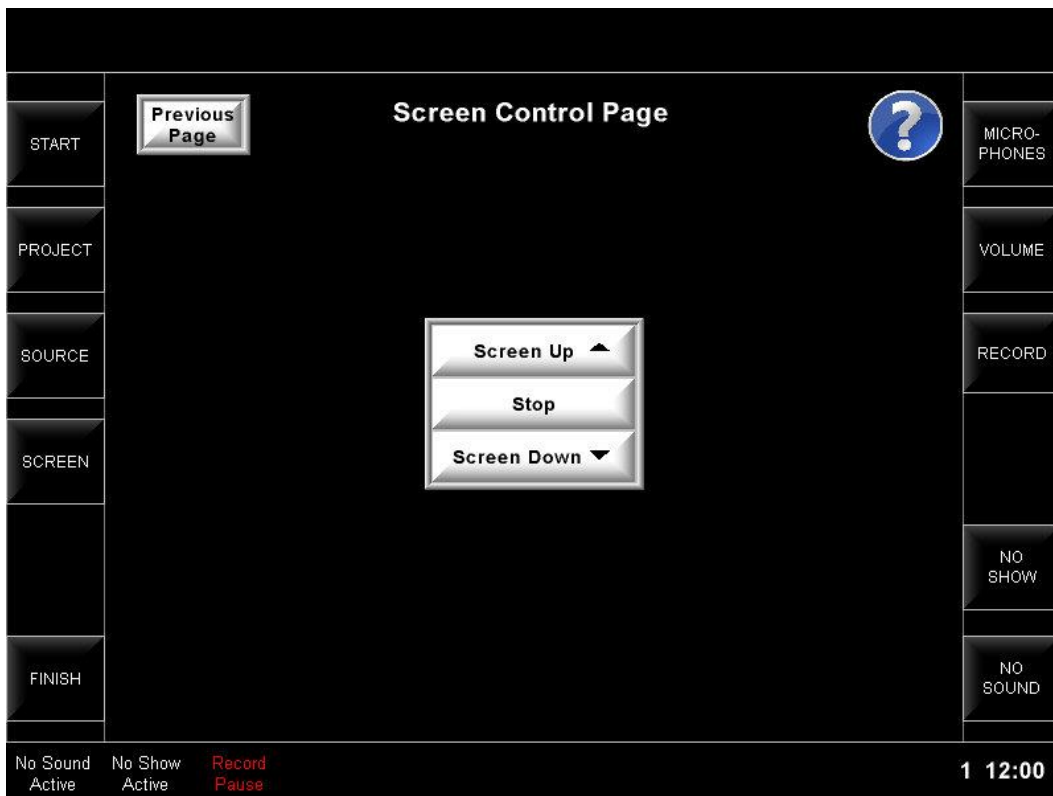 Previous
Page
Screen Control Page
?
START
PROJECT
SOURCE
SCREEN
FINISH
Screen Up
Stop
Screen Down
MICRO-
PHONES
VOLUME
RECORD
NO
SHOW
NO
SOUND
No Sound
Active
No Show
Active
Record
Pause
1 12:00